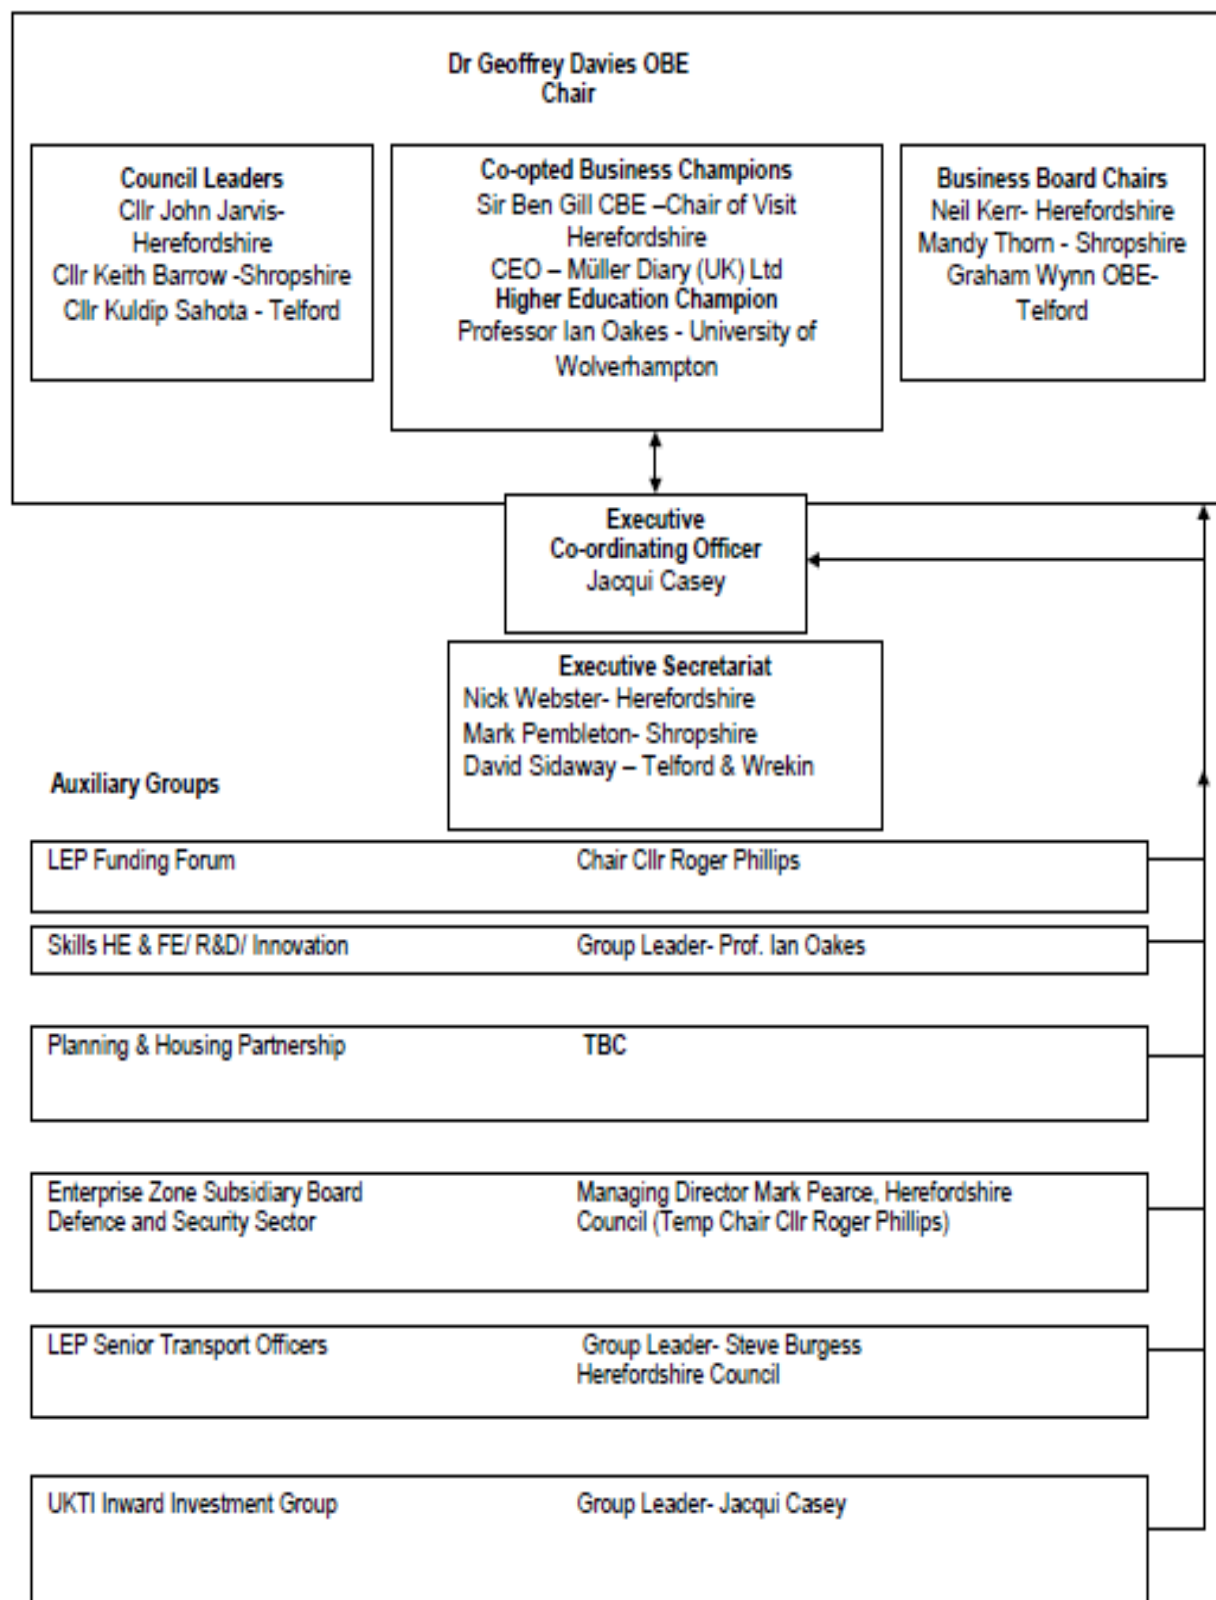 Dr Geoffrey Davies OBE
Chair
Council Leaders
Cllr John Jarvis-
Herefordshire
Cllr Keith Barrow -Shropshire
Cllr Kuldip Sahota - Telford
Co-opted Business Champions
Sir Ben Gill CBE –Chair of Visit
Herefordshire
CEO – Müller Diary (UK) Ltd
Higher Education Champion
Professor Ian Oakes - University of
Wolverhampton
Business Board Chairs
Neil Kerr- Herefordshire
Mandy Thorn - Shropshire
Graham Wynn OBE-
Telford
Executive
Co-ordinating Officer
Jacqui Casey
Executive Secretariat
Nick Webster- Herefordshire
Mark Pembleton- Shropshire
David Sidaway – Telford & Wrekin
Auxiliary Groups
LEP Funding Forum Chair Cllr Roger Phillips
Skills HE & FE/ R&D/ Innovation Group Leader- Prof. Ian Oakes
Planning & Housing Partnership TBC
Enterprise Zone Subsidiary Board Managing Director Mark Pearce, Herefordshire
Defence and Security Sector Council (Temp Chair Cllr Roger Phillips)
LEP Senior Transport Officers Group Leader- Steve Burgess
Herefordshire Council
UKTI Inward Investment Group Group Leader- Jacqui Casey